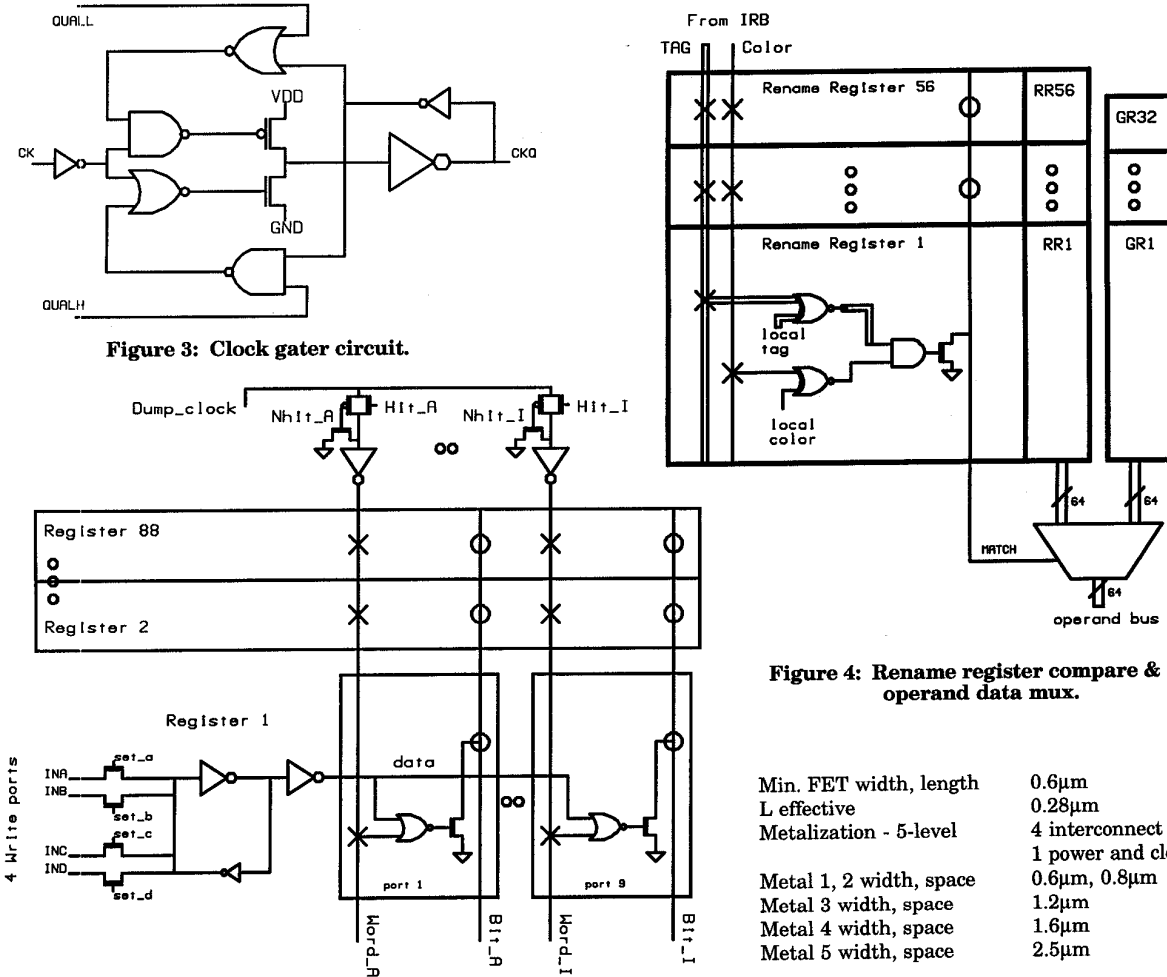 QUALL
VDD
CK
CKQ
GND
QUALH
Figure 3: Clock gater circuit.
Dump_clock
Nhit_A
Hit_A
Nhit_I
Hit_I
Register 88
Register 2
Register 1
4 Write ports
set_a
INA
INB
set_b
set_c
INC
IND
set_d
data
port 1
port 9
Word_A
Bit_A
Word_I
Bit_I
From IRB
TAG
Color
Rename Register 56
RR56
GR32
Rename Register 1
RR1
GR1
local
tag
local
color
64
64
MATCH
64
operand bus
Figure 4: Rename register compare &
operand data mux.
Min. FET width, length 0.6μm
L effective 0.28μm
Metalization - 5-level 4 interconnect
1 power and clo
Metal 1, 2 width, space 0.6μm, 0.8μm
Metal 3 width, space 1.2μm
Metal 4 width, space 1.6μm
Metal 5 width, space 2.5μm